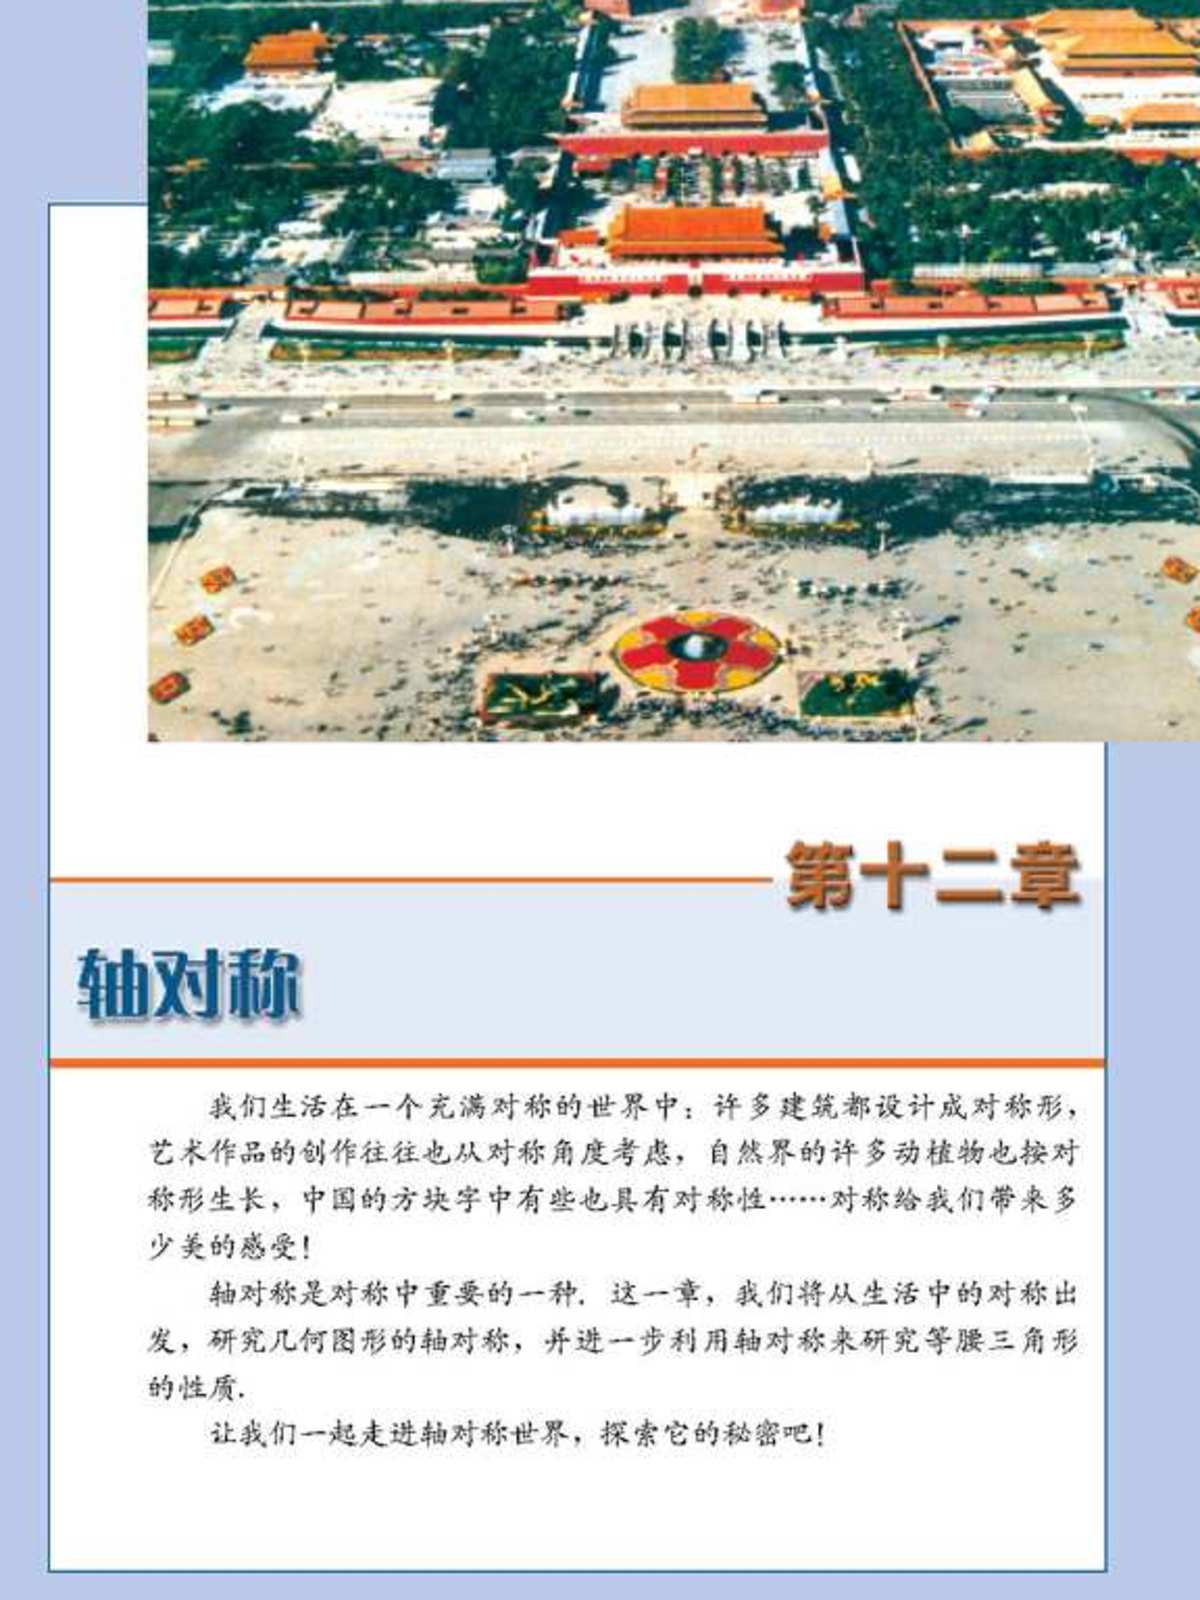 第十二章
轴对称
我们生活在一个充满对称的世界中：许多建筑都设计成对称形，
艺术作品的创作往往也从对称角度考虑，自然界的许多动植物也按对
称形生长，中国的方块字中有些也具有对称性……对称给我们带来多
少美的感受！
轴对称是对称中重要的一种．这一章，我们将从生活中的对称出
发，研究几何图形的轴对称，并进一步利用轴对称来研究等腰三角形
的性质．
让我们一起走进轴对称世界，探索它的秘密吧！